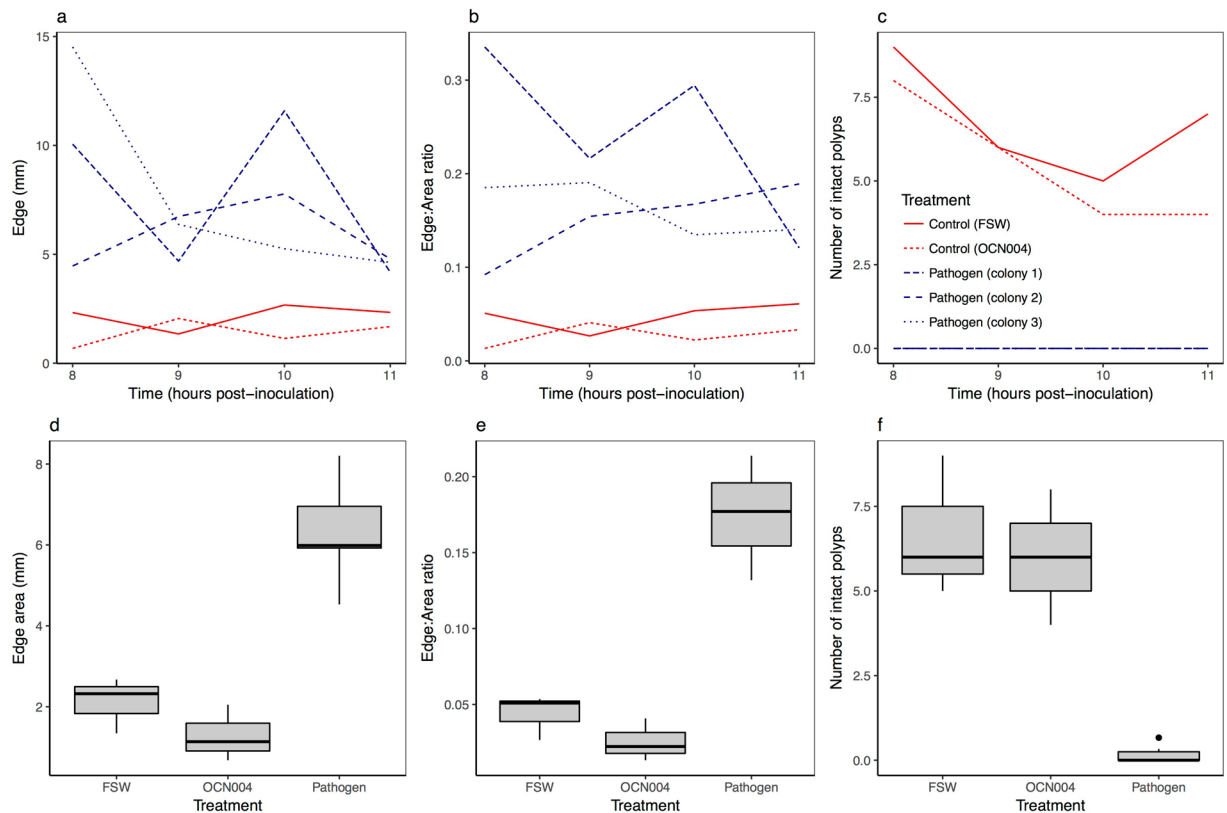 a
15
10
5
0
Edge (mm)
8 9 10 11
Time (hours post−inoculation)
b
0.3
0.2
0.1
0.0
Edge:Area ratio
8 9 10 11
Time (hours post−inoculation)
c
7.5
5.0
2.5
0.0
Number of intact polyps
Treatment
Control (FSW)
Control (OCN004)
Pathogen (colony 1)
Pathogen (colony 2)
Pathogen (colony 3)
8 9 10 11
Time (hours post−inoculation)
d
8
6
4
2
Edge area (mm)
FSW OCN004 Pathogen
Treatment
e
0.20
0.15
0.10
0.05
0.00
Edge:Area ratio
FSW OCN004 Pathogen
Treatment
f
7.5
5.0
2.5
0.0
Number of intact polyps
FSW OCN004 Pathogen
Treatment